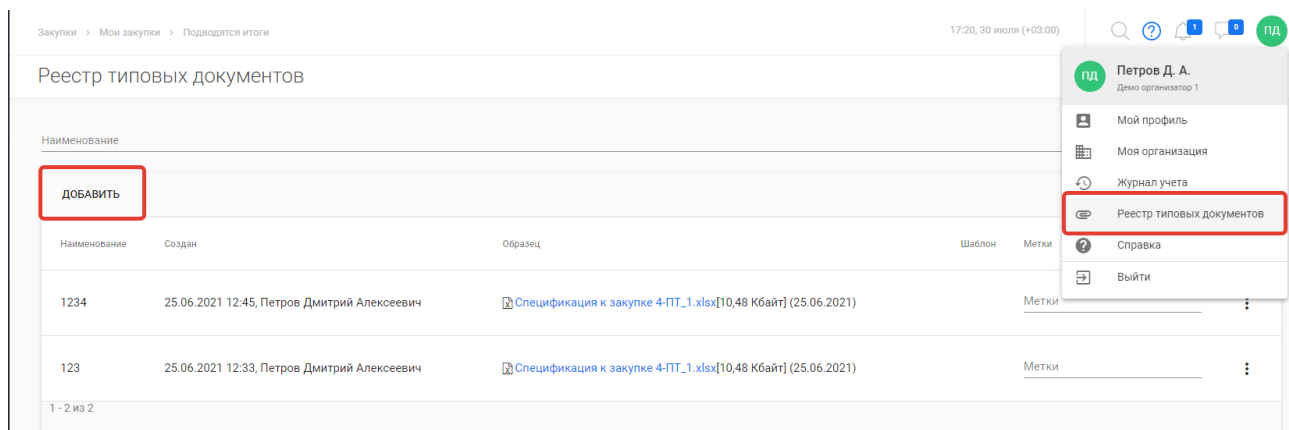 Закупки > Мои закупки > Подводятся итоги
17:20, 30 июля (+03:00)
1
0
ПД
Реестр типовых документов
ПД
Петров Д. А.
Демо организатор 1
Мой профиль
Моя организация
Журнал учета
Реестр типовых документов
Справка
Выйти
Наименование
ДОБАВИТЬ
Наименование Создан Образец Шаблон Метки
1234 25.06.2021 12:45, Петров Дмитрий Алексеевич Спецификация к закупке 4-ПТ_1.xlsx[10,48 Кбайт] (25.06.2021) Метки
123 25.06.2021 12:33, Петров Дмитрий Алексеевич Спецификация к закупке 4-ПТ_1.xlsx[10,48 Кбайт] (25.06.2021) Метки
1 - 2 из 2